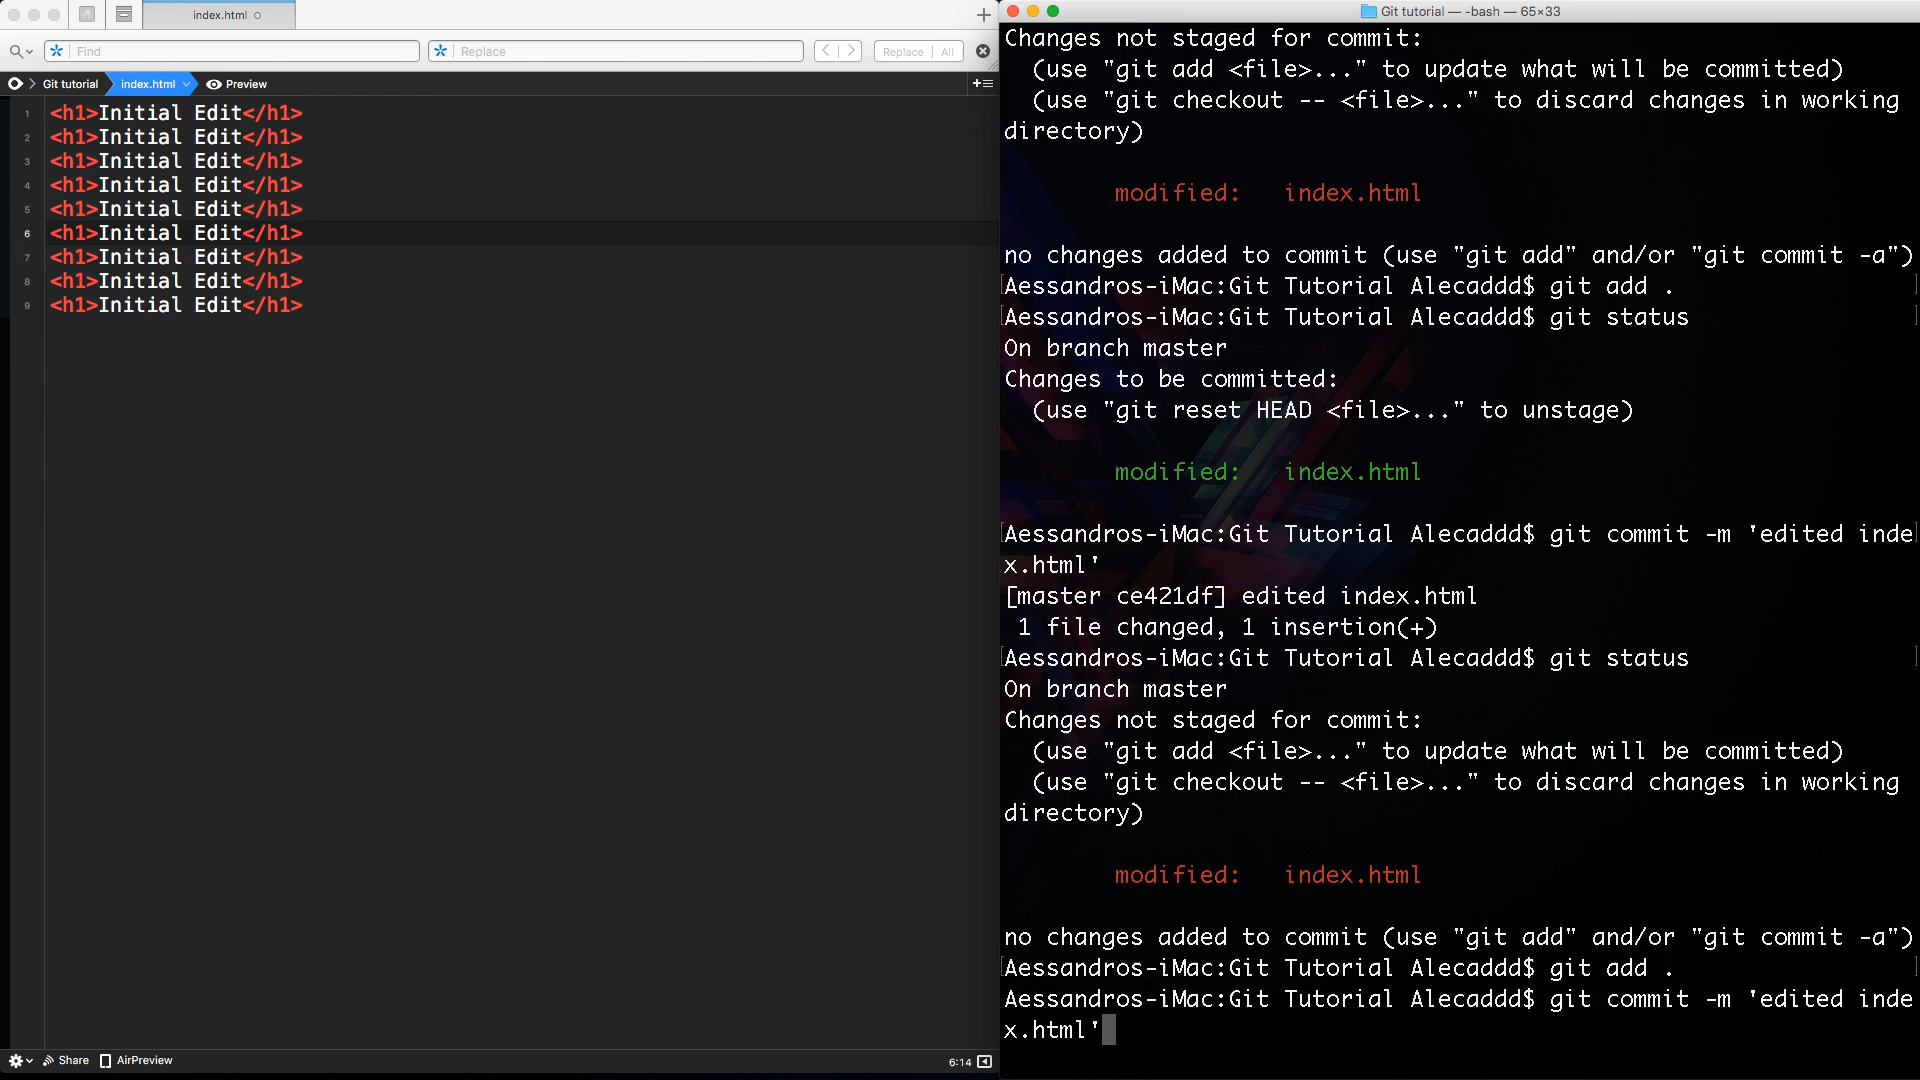 index.html
Find
Replace
Replace
All
Git tutorial
index.html
Preview
1 <h1>Initial Edit</h1>
2 <h1>Initial Edit</h1>
3 <h1>Initial Edit</h1>
4 <h1>Initial Edit</h1>
5 <h1>Initial Edit</h1>
6 <h1>Initial Edit</h1>
7 <h1>Initial Edit</h1>
8 <h1>Initial Edit</h1>
9 <h1>Initial Edit</h1>
Share
AirPreview
6:14
Git tutorial — -bash — 65×33
Changes not staged for commit:
(use "git add <file>..." to update what will be committed)
(use "git checkout -- <file>..." to discard changes in working
directory)
modified: index.html
no changes added to commit (use "git add" and/or "git commit -a")
[Aessandros-iMac:Git Tutorial Alecaddd$ git add . ]
[Aessandros-iMac:Git Tutorial Alecaddd$ git status ]
On branch master
Changes to be committed:
(use "git reset HEAD <file>..." to unstage)
modified: index.html
[Aessandros-iMac:Git Tutorial Alecaddd$ git commit -m 'edited inde]
x.html'
[master ce421df] edited index.html
1 file changed, 1 insertion(+)
[Aessandros-iMac:Git Tutorial Alecaddd$ git status ]
On branch master
Changes not staged for commit:
(use "git add <file>..." to update what will be committed)
(use "git checkout -- <file>..." to discard changes in working
directory)
modified: index.html
no changes added to commit (use "git add" and/or "git commit -a")
[Aessandros-iMac:Git Tutorial Alecaddd$ git add . ]
Aessandros-iMac:Git Tutorial Alecaddd$ git commit -m 'edited inde
x.html'